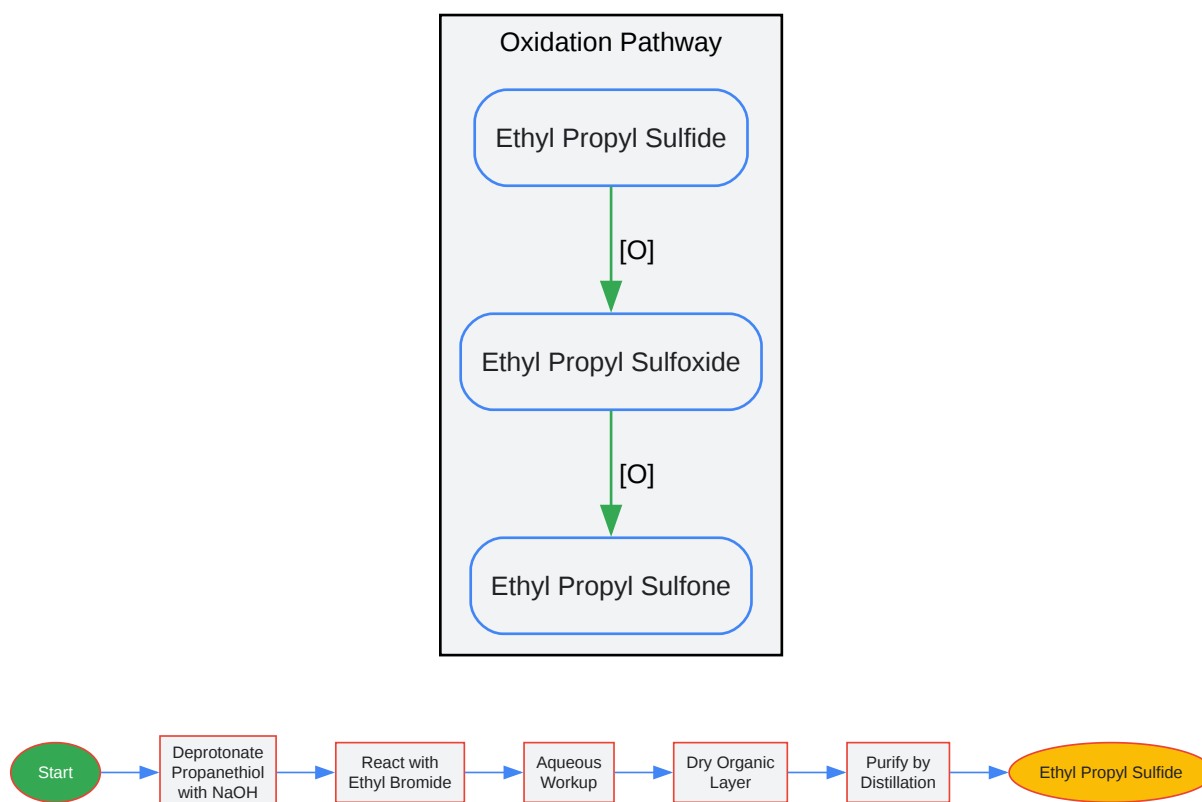 Oxidation Pathway
Ethyl Propyl Sulfide
[O]
Ethyl Propyl Sulfoxide
[O]
Ethyl Propyl Sulfone
Start
Deprotonate
Propanethiol
with NaOH
React with
Ethyl Bromide
Aqueous
Workup
Dry Organic
Layer
Purify by
Distillation
Ethyl Propyl Sulfide